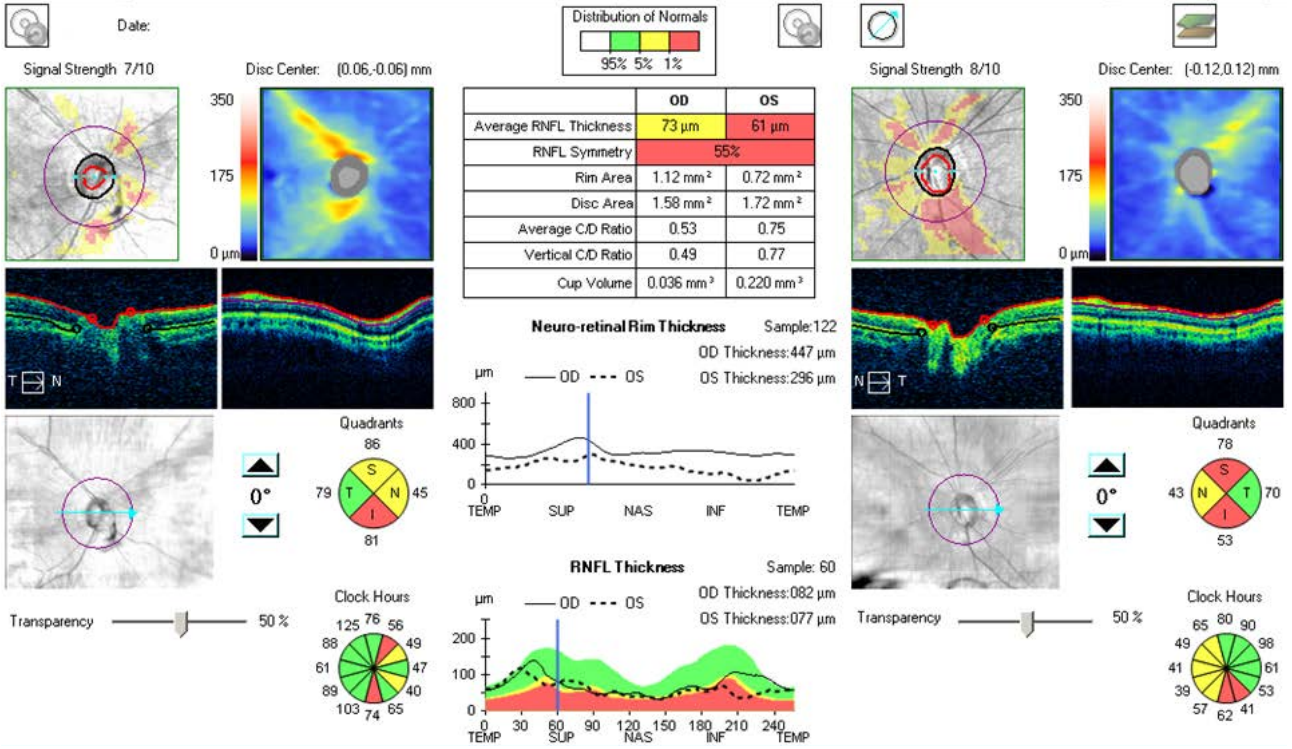 Date:
Distribution of Normals
95% 5% 1%
Signal Strength 7/10
Disc Center: (0.06,-0.06) mm
350
175
0 µm
OD OS
Average RNFL Thickness 73 µm 61 µm
RNFL Symmetry 55%
Rim Area 1.12 mm² 0.72 mm²
Disc Area 1.58 mm² 1.72 mm²
Average C/D Ratio 0.53 0.75
Vertical C/D Ratio 0.49 0.77
Cup Volume 0.036 mm³ 0.220 mm³
Signal Strength 8/10
Disc Center: (-0.12,0.12) mm
350
175
0 µm
T N
N T
Neuro-retinal Rim Thickness Sample:122
OD Thickness:447 µm
OS Thickness:296 µm
µm
OD OS
800
400
0
TEMP SUP NAS INF TEMP
Quadrants
86
79 T S N I 45
81
0°
Quadrants
78
43 N S T I 70
53
0°
RNFL Thickness Sample: 60
OD Thickness:082 µm
OS Thickness:077 µm
µm
OD OS
200
100
0
0 30 60 90 120 150 180 210 240
TEMP SUP NAS INF TEMP
Transparency 50 %
Clock Hours
125 76 56
88 49
61 47
89 40
103 74 65
Transparency 50 %
Clock Hours
65 80 90
49 98
41 61
39 53
57 62 41